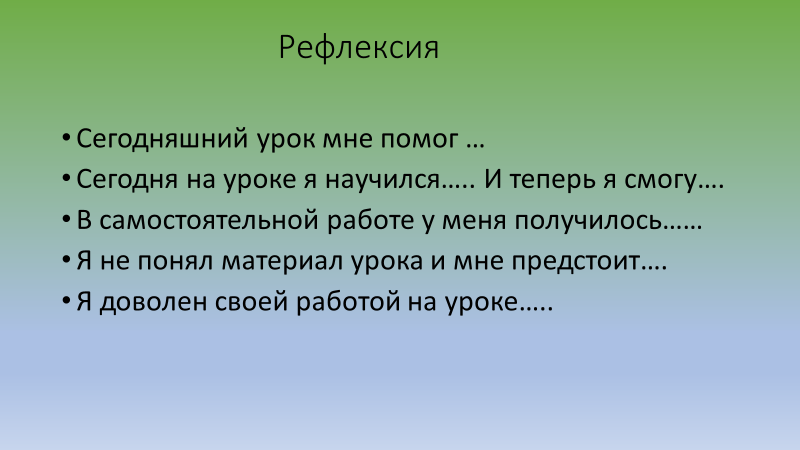 Рефлексия
• Сегодняшний урок мне помог …
• Сегодня на уроке я научился….. И теперь я смогу….
• В самостоятельной работе у меня получилось……
• Я не понял материал урока и мне предстоит….
• Я доволен своей работой на уроке…..